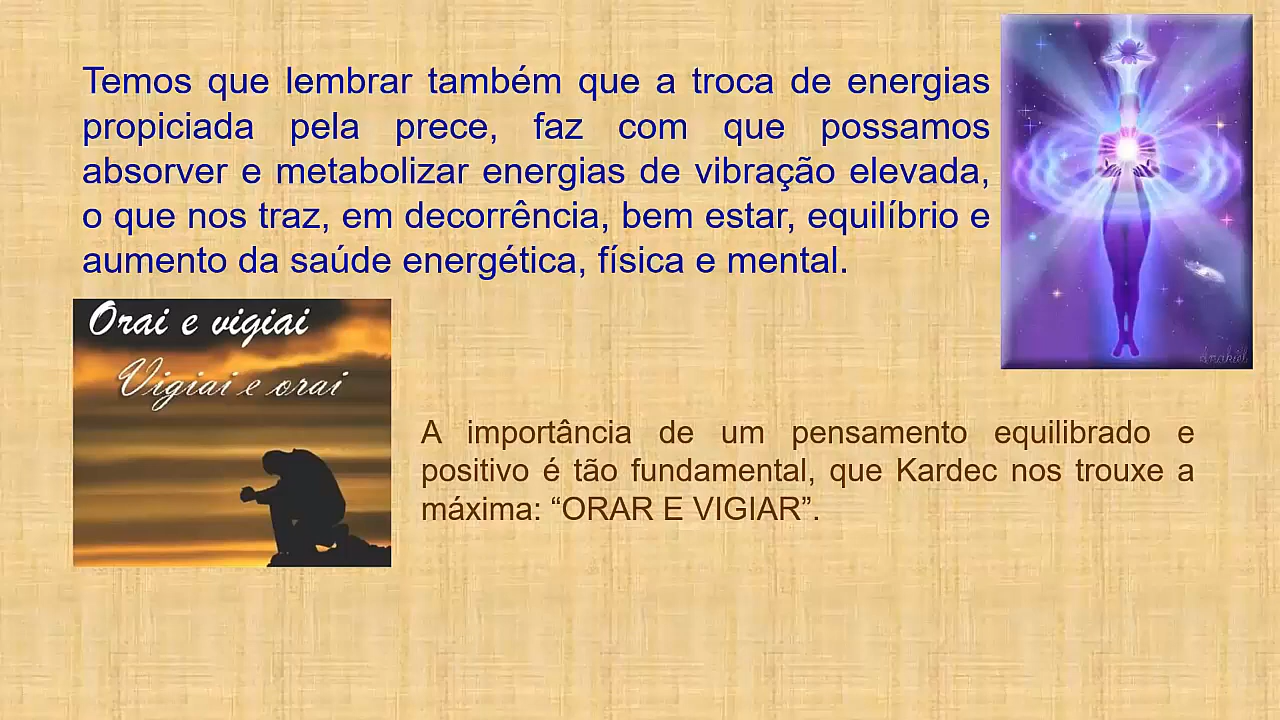 Temos que lembrar também que a troca de energias
propiciada pela prece, faz com que possamos
absorver e metabolizar energias de vibração elevada,
o que nos traz, em decorrência, bem estar, equilíbrio e
aumento da saúde energética, física e mental.
Orai e vigiai
Vigiai e orai
A importância de um pensamento equilibrado e
positivo é tão fundamental, que Kardec nos trouxe a
máxima: “ORAR E VIGIAR”.